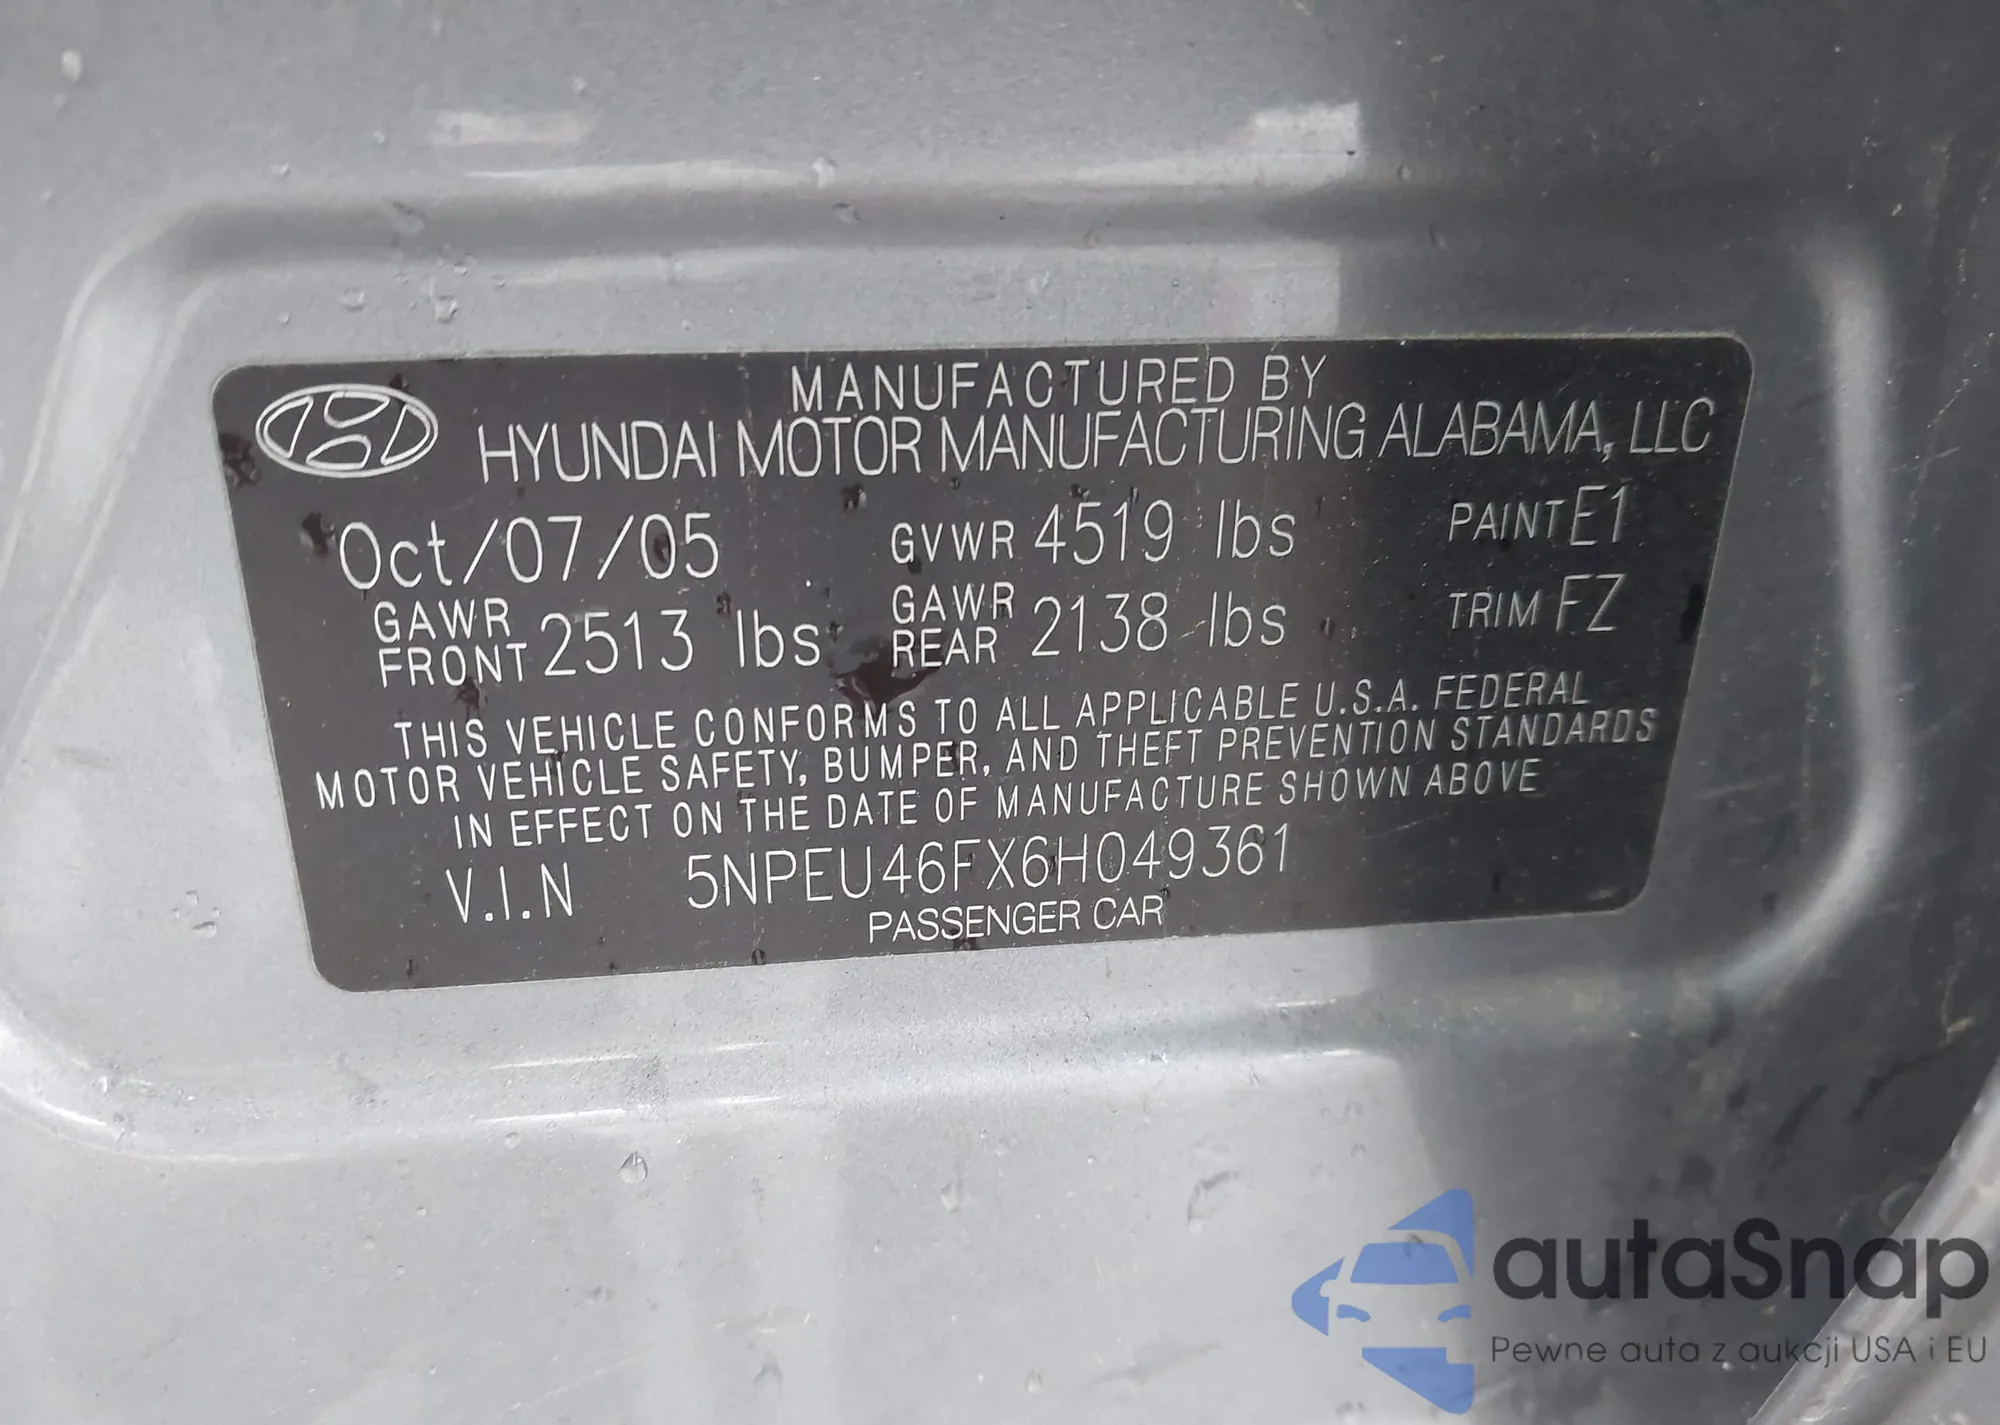 MANUFACTURED BY
HYUNDAI MOTOR MANUFACTURING ALABAMA, LLC
Oct/07/05 GVWR 4519 lbs PAINT E1
GAWR FRONT 2513 lbs GAWR REAR 2138 lbs TRIM FZ
THIS VEHICLE CONFORMS TO ALL APPLICABLE U.S.A. FEDERAL
MOTOR VEHICLE SAFETY, BUMPER, AND THEFT PREVENTION STANDARDS
IN EFFECT ON THE DATE OF MANUFACTURE SHOWN ABOVE
V.I.N 5NPEU46FX6H049361
PASSENGER CAR
autaSnap
Pewne auta z aukcji USA i EU